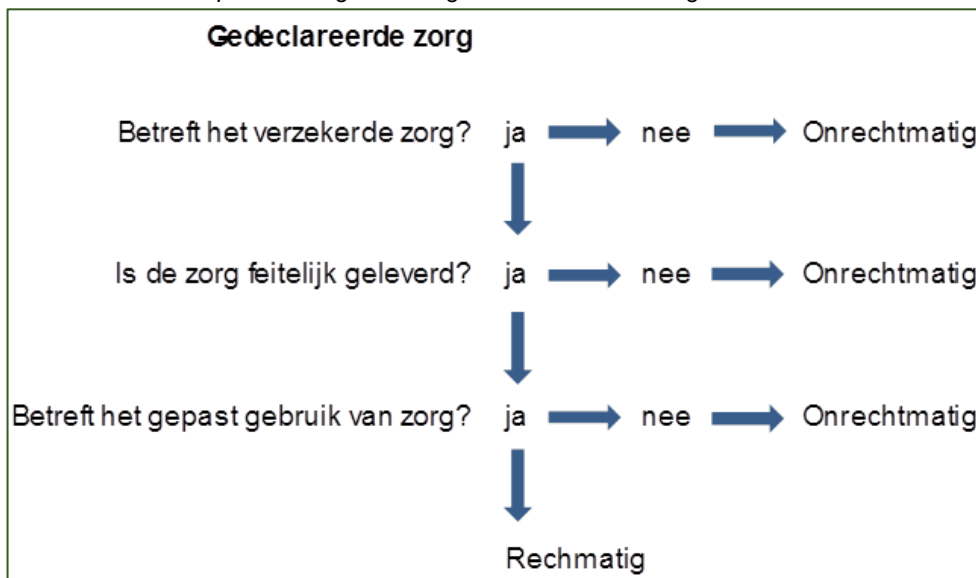 Gedeclareerde zorg
Betreft het verzekerde zorg? ja nee Onrechtmatig
Is de zorg feitelijk geleverd? ja nee Onrechtmatig
Betreft het gepast gebruik van zorg? ja nee Onrechtmatig
Rechmatig